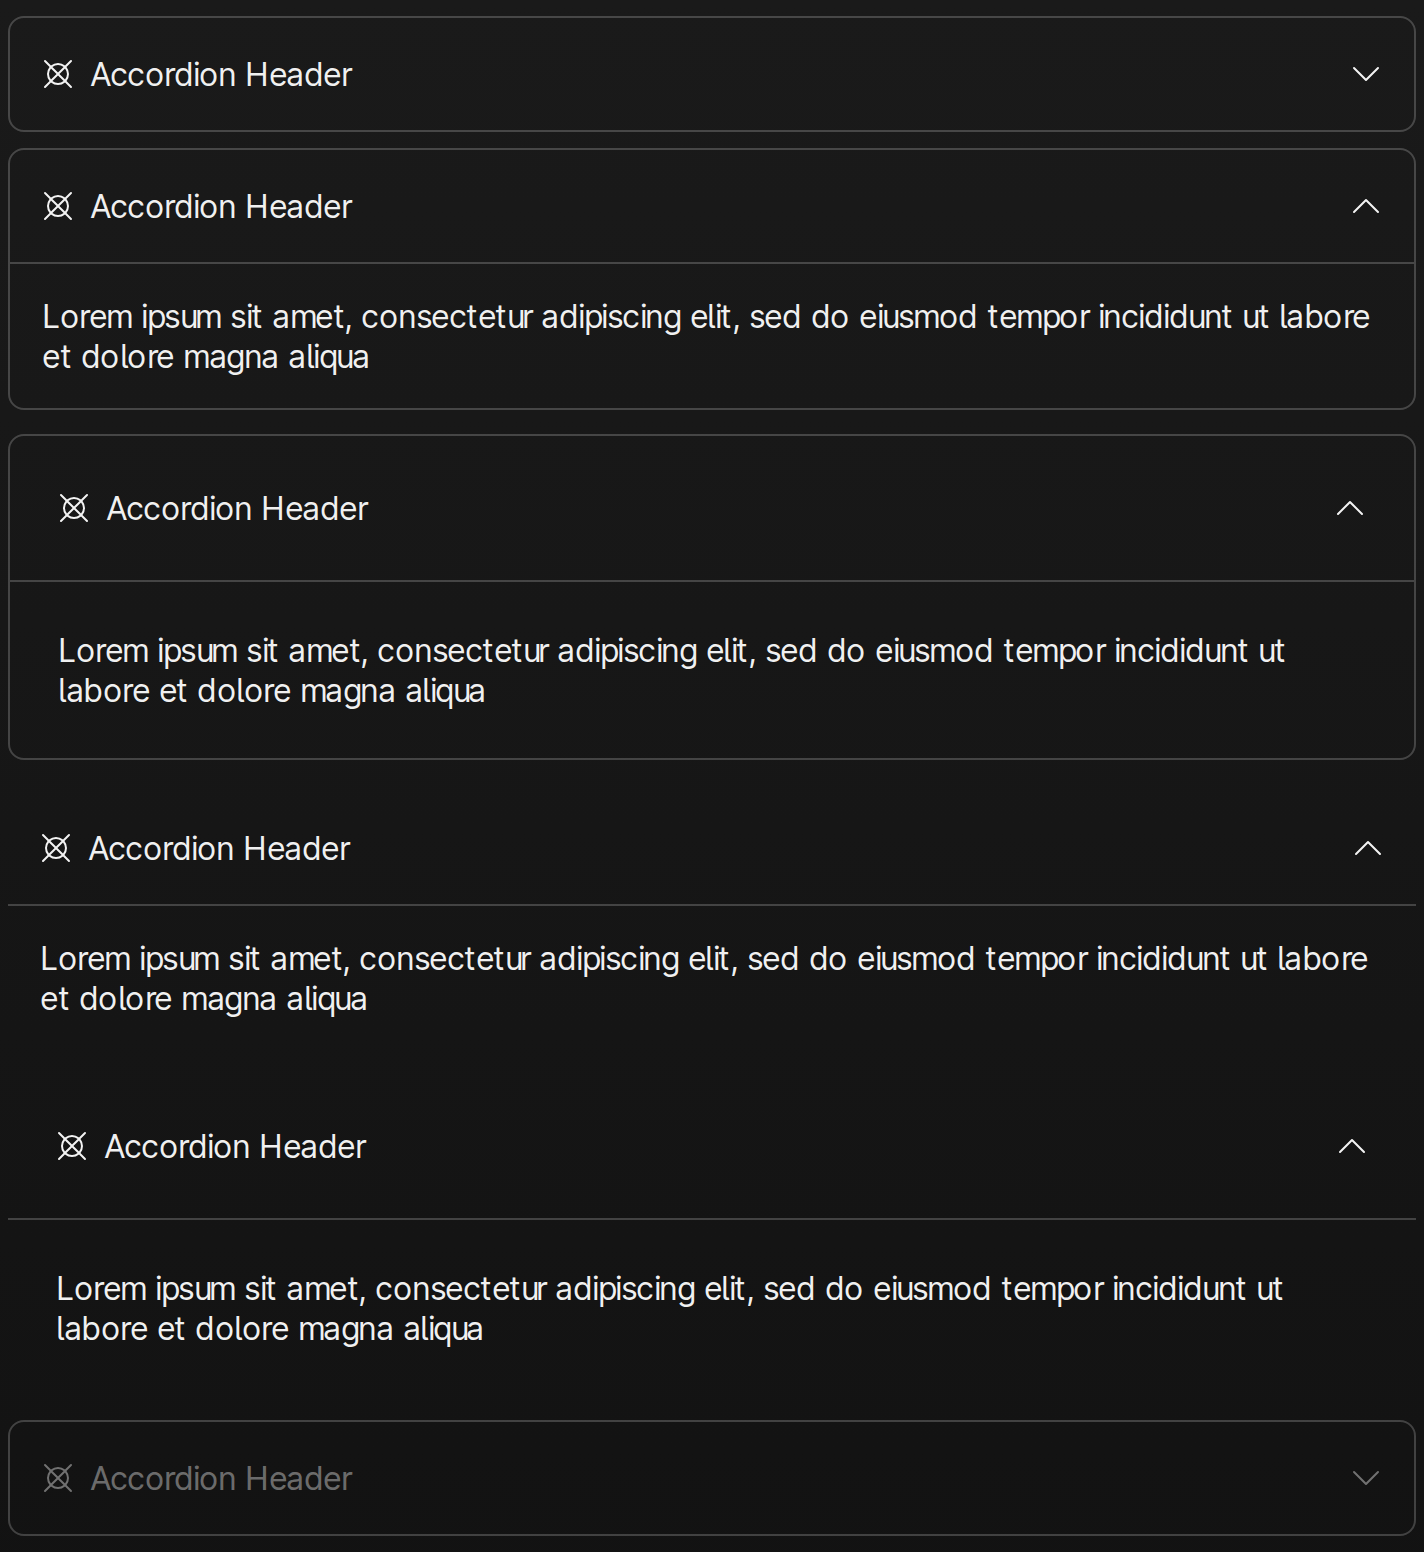 Accordion Header
Accordion Header
Lorem ipsum sit amet, consectetur adipiscing elit, sed do eiusmod tempor incididunt ut labore
et dolore magna aliqua
Accordion Header
Lorem ipsum sit amet, consectetur adipiscing elit, sed do eiusmod tempor incididunt ut
labore et dolore magna aliqua
Accordion Header
Lorem ipsum sit amet, consectetur adipiscing elit, sed do eiusmod tempor incididunt ut labore
et dolore magna aliqua
Accordion Header
Lorem ipsum sit amet, consectetur adipiscing elit, sed do eiusmod tempor incididunt ut
labore et dolore magna aliqua
Accordion Header